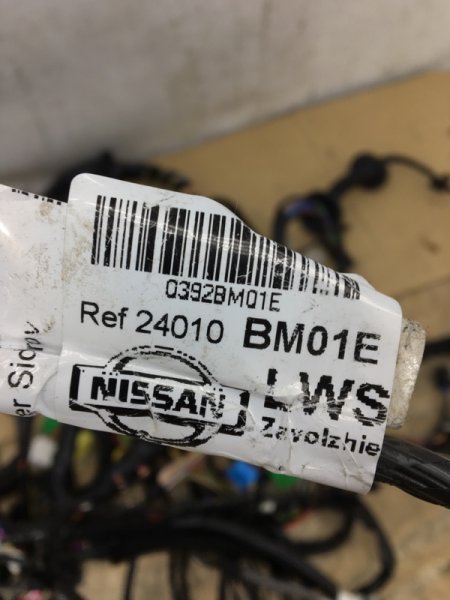 0392BM01E
Ref 24010 BM01E
NISSAN
LWS
Zavolzhie